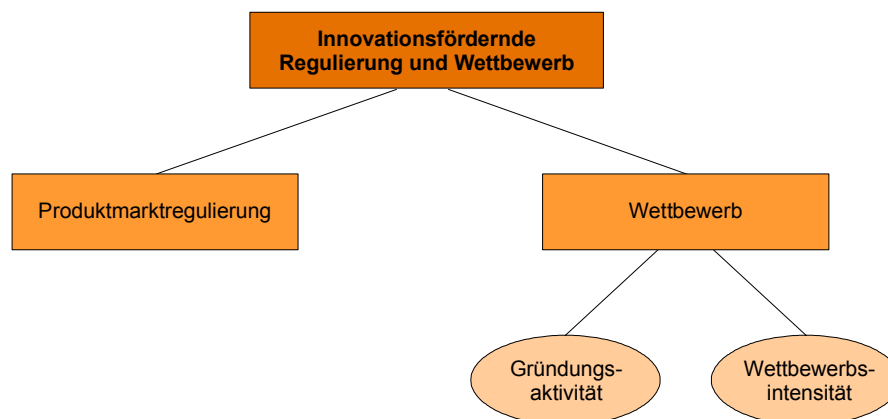 Innovationsfördernde
Regulierung und Wettbewerb
Produktmarktregulierung
Wettbewerb
Gründungs-
aktivität
Wettbewerbs-
intensität